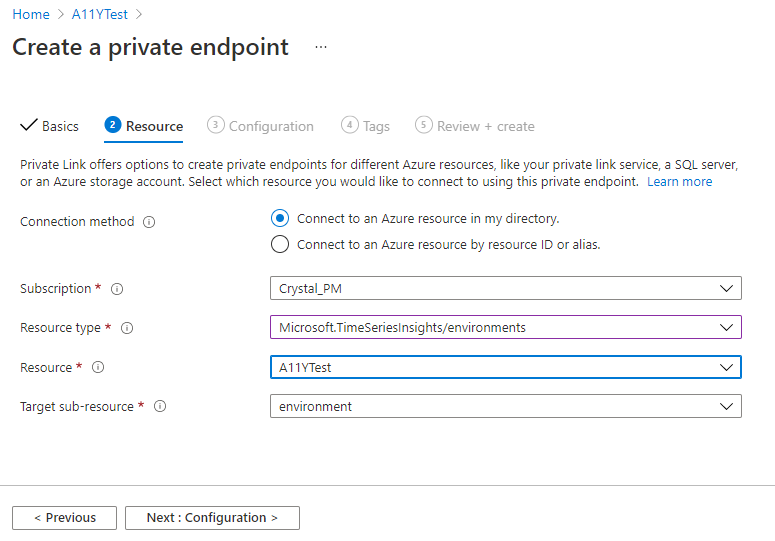 Home > A11YTest >
Create a private endpoint ...
Basics 2 Resource 3 Configuration 4 Tags 5 Review + create
Private Link offers options to create private endpoints for different Azure resources, like your private link service, a SQL server,
or an Azure storage account. Select which resource you would like to connect to using this private endpoint. Learn more
Connection method Connect to an Azure resource in my directory.
Connect to an Azure resource by resource ID or alias.
Subscription * Crystal_PM
Resource type * Microsoft.TimeSeriesInsights/environments
Resource * A11YTest
Target sub-resource * environment
< Previous Next : Configuration >